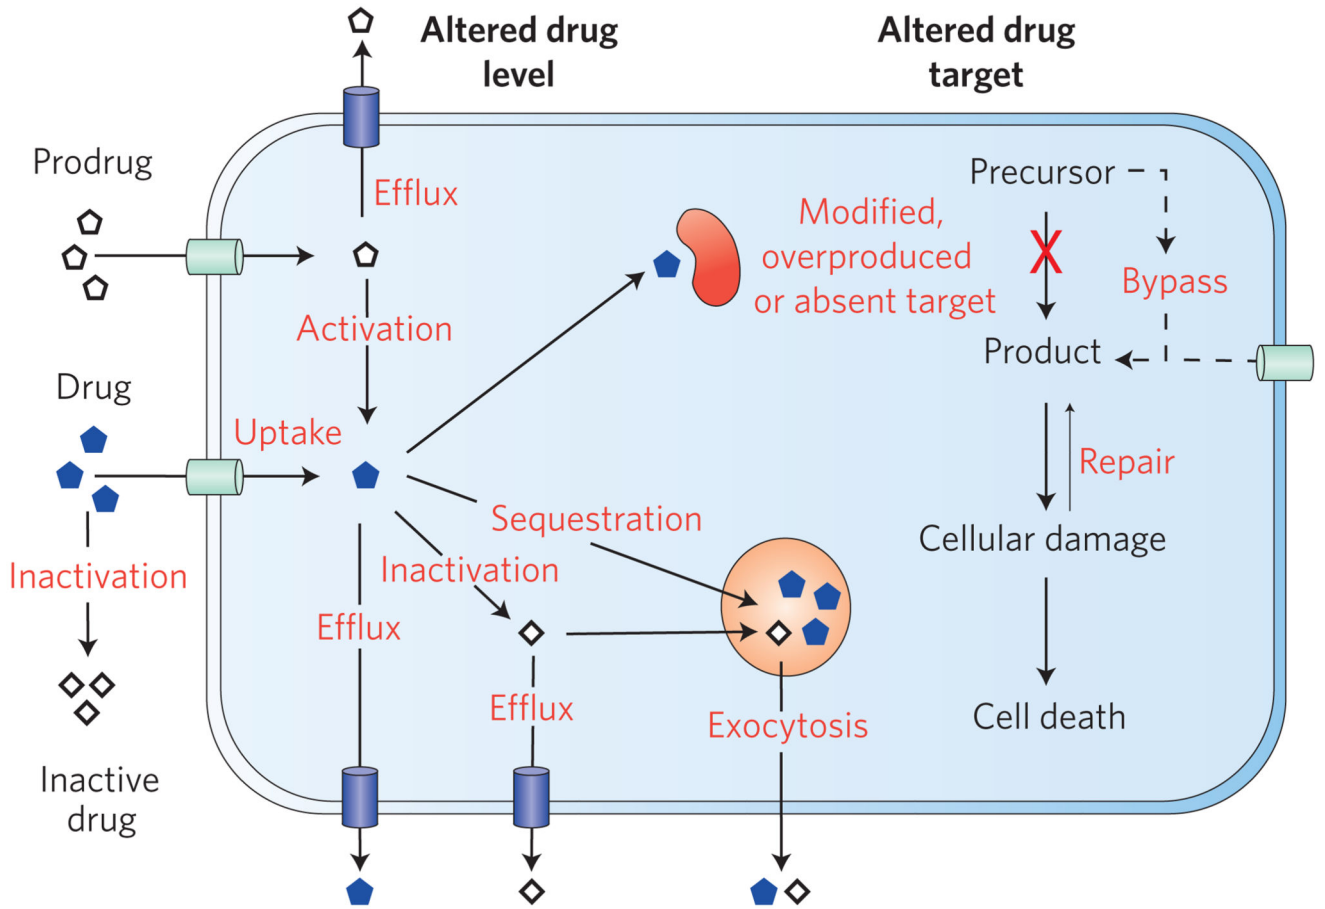 Altered drug
level
Altered drug
target
Prodrug
Efflux
Activation
Drug
Uptake
Inactivation
Inactive
drug
Modified,
overproduced
or absent target
Sequestration
Inactivation
Efflux
Efflux
Exocytosis
Precursor
X
Bypass
Product
Repair
Cellular damage
Cell death